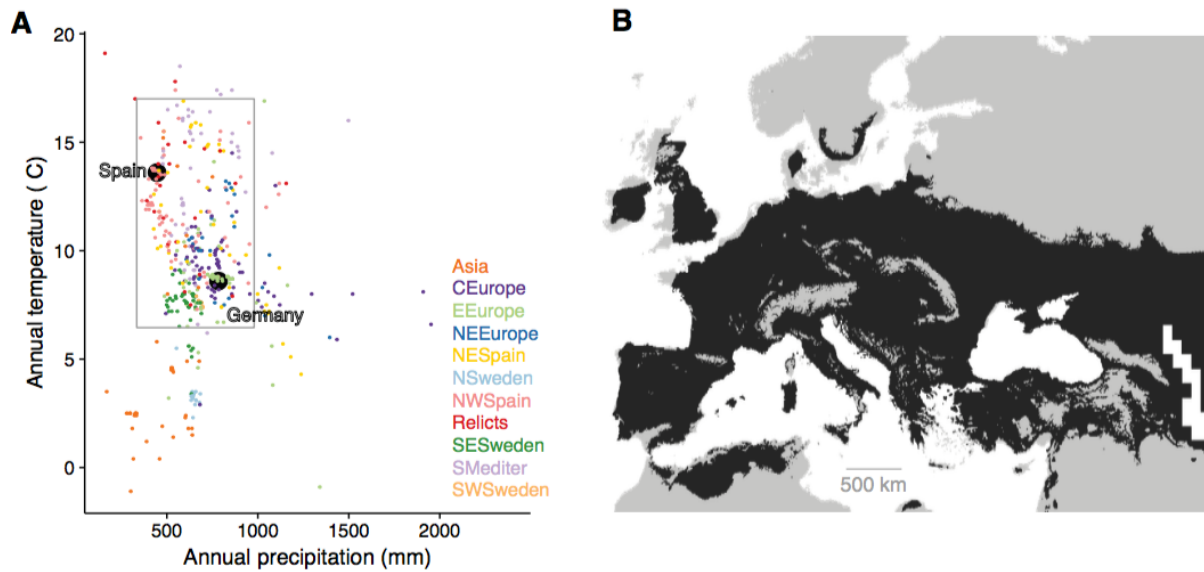 A
20
15
10
5
0
Annual temperature ( C)
Spain
Germany
Asia
CEurope
EEurope
NEEurope
NESpain
NSweden
NWSpain
Relicts
SESweden
SMediter
SWSweden
500 1000 1500 2000
Annual precipitation (mm)
B
500 km